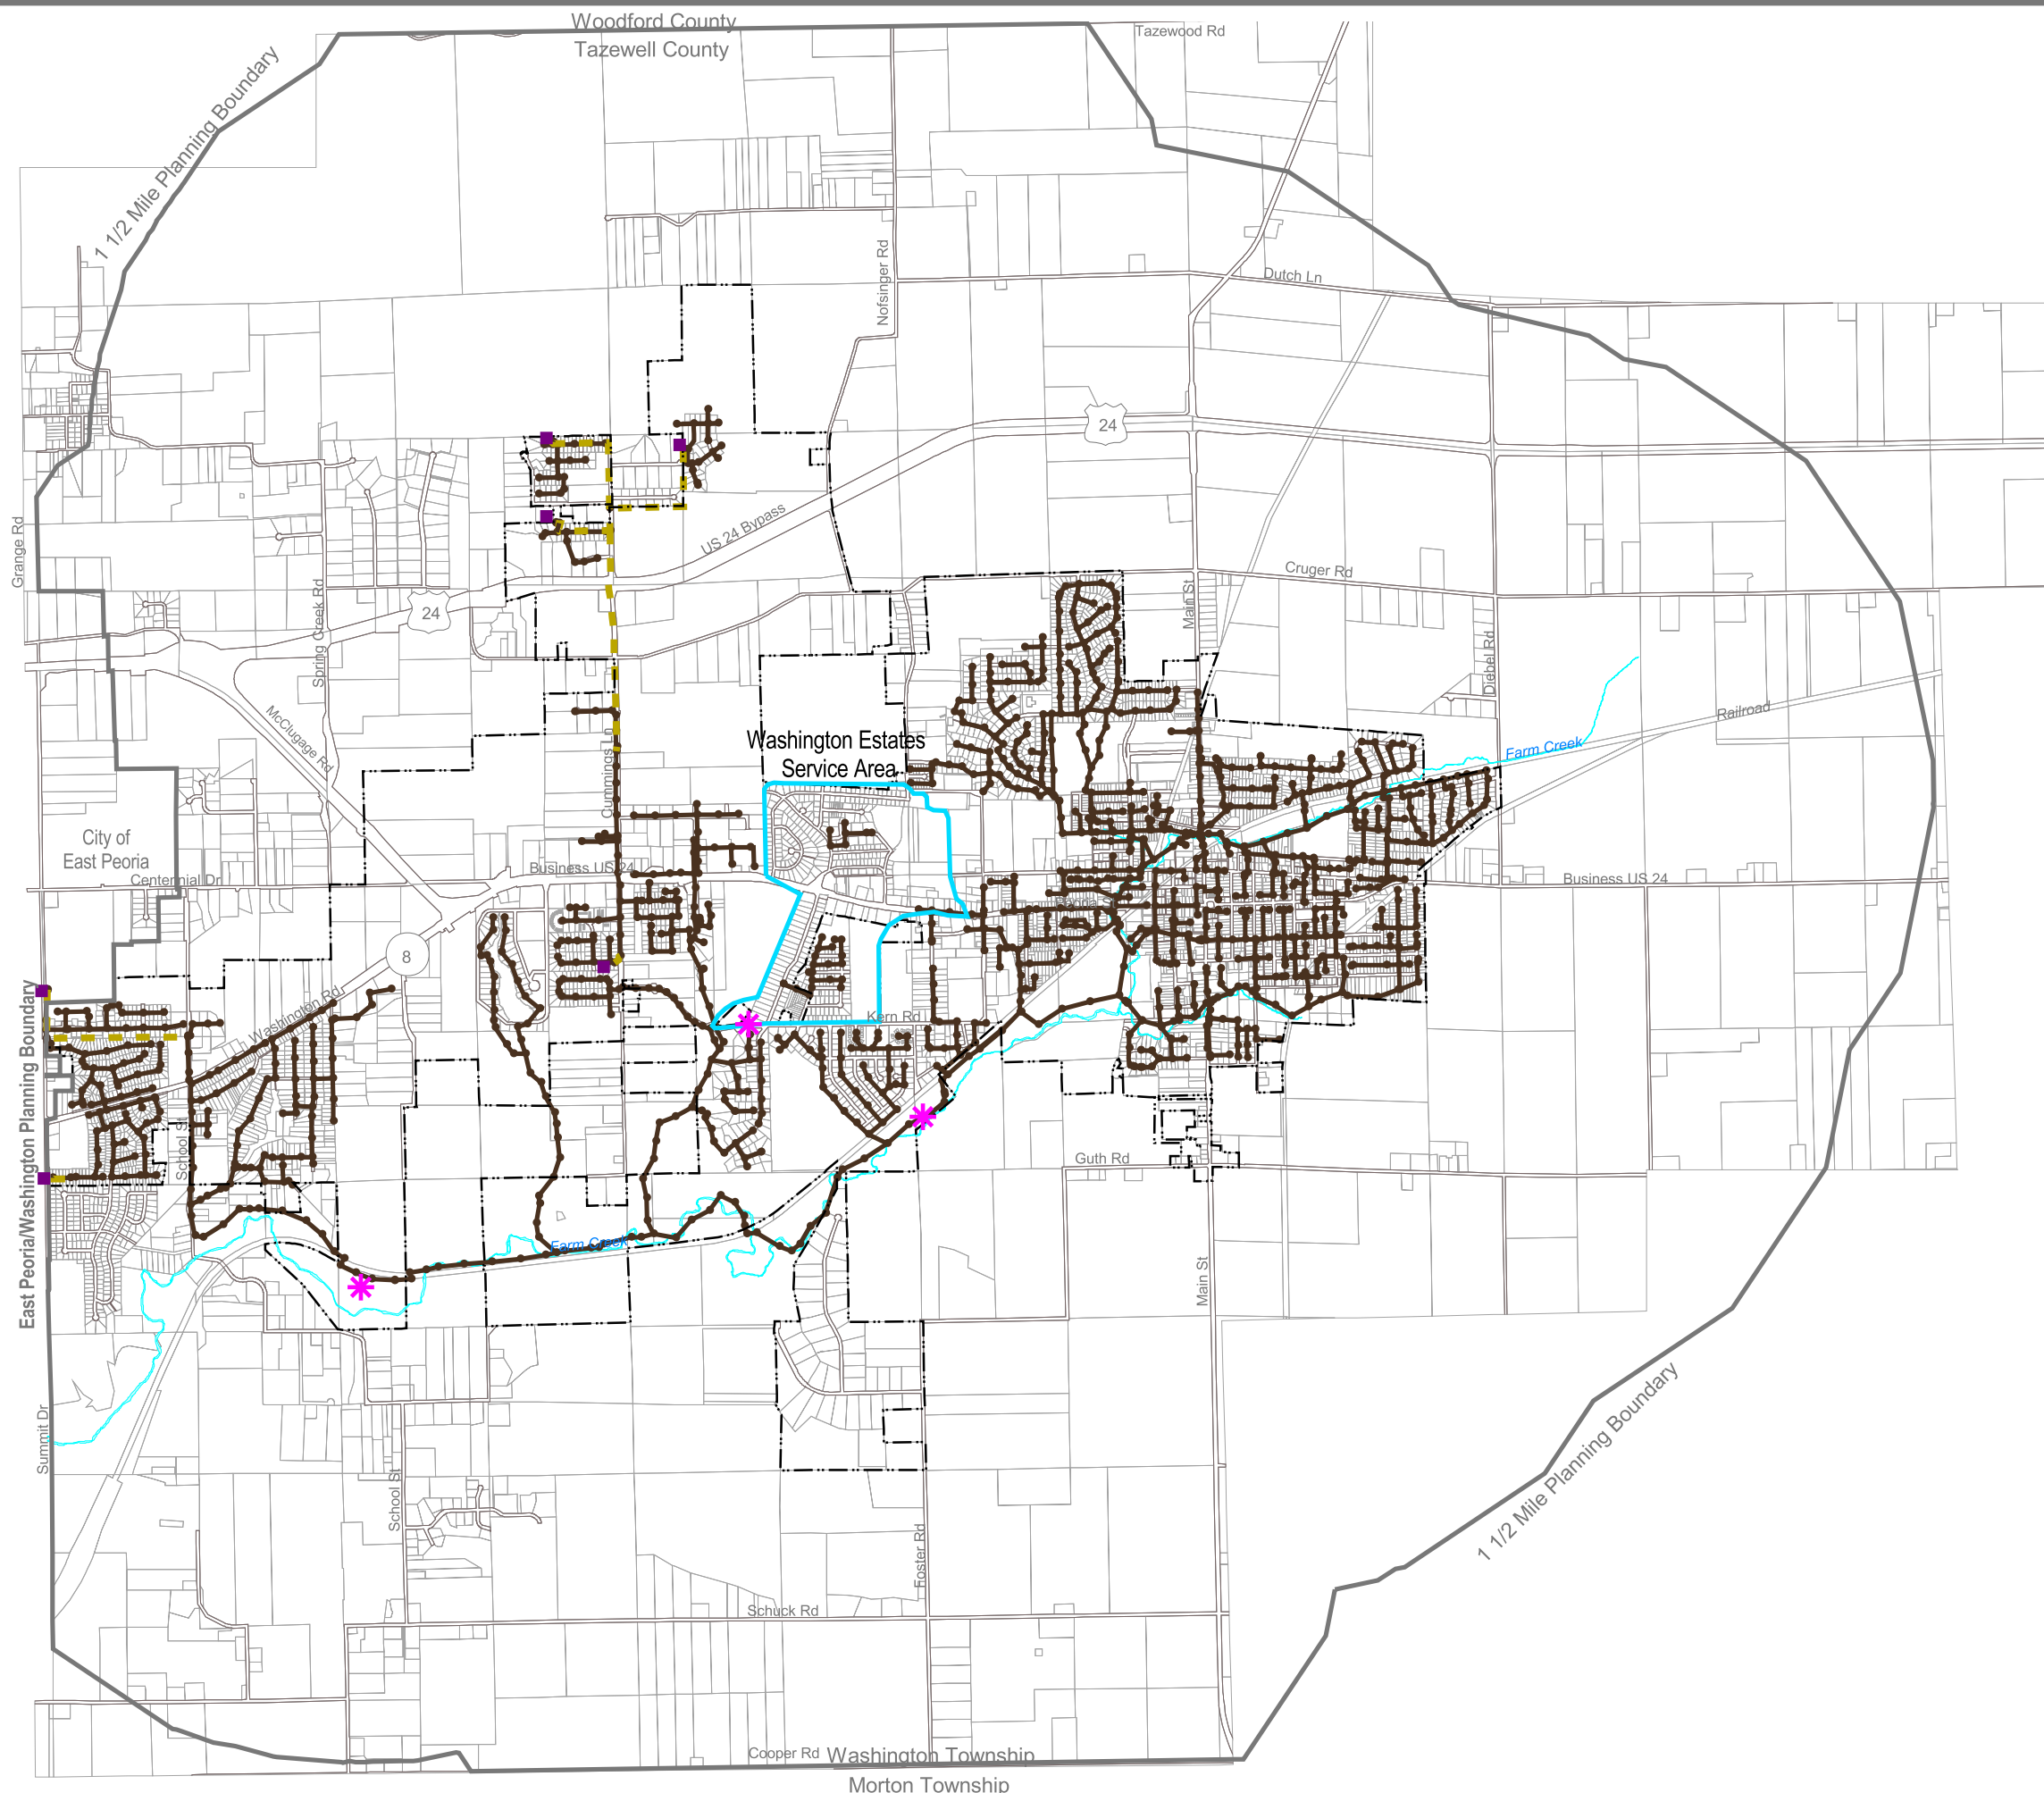 Woodford County
Tazewell County
Tazewood Rd
1 1/2 Mile Planning Boundary
Nofsinger Rd
Dutch Ln
24
US 24 Bypass
Grange Rd
Cruger Rd
Spring Creek Rd
24
Main St
Diebel Rd
McClugage Rd
Cummings Ln
Railroad
Farm Creek
Washington Estates
Service Area
City of
East Peoria
Centennial Dr
Business US 24
Business US 24
8
Washington Rd
Kern Rd
East Peoria/Washington Planning Boundary
School St
Guth Rd
Farm Creek
Main St
Summit Dr
1 1/2 Mile Planning Boundary
School St
Foster Rd
Schuck Rd
Cooper Rd
Washington Township
Morton Township